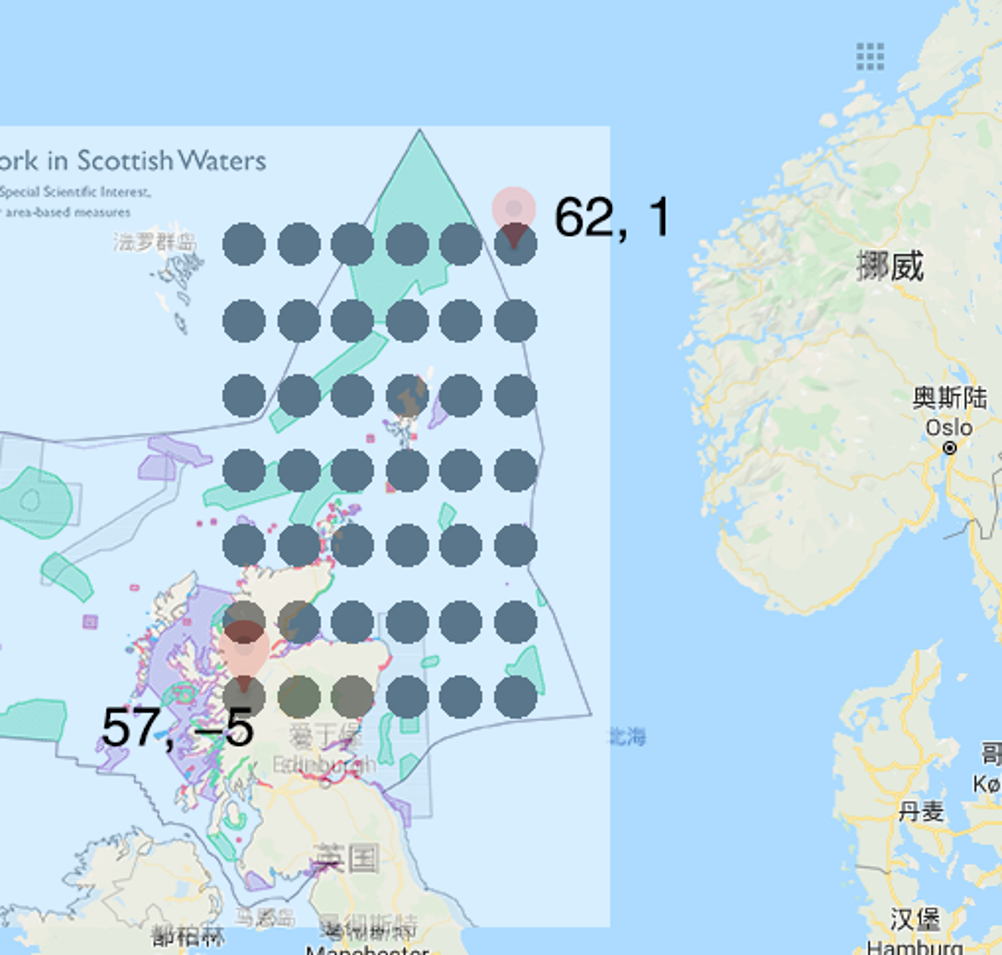 ork in Scottish Waters
Special Scientific Interest,
r area-based measures
法罗群岛
62, 1
挪威
奥斯陆
Oslo
57, –5
爱丁堡
Edinburgh
北海
哥
Kø
丹麦
英国
马恩岛
曼彻斯特
Manchester
都柏林
汉堡
Hamburg